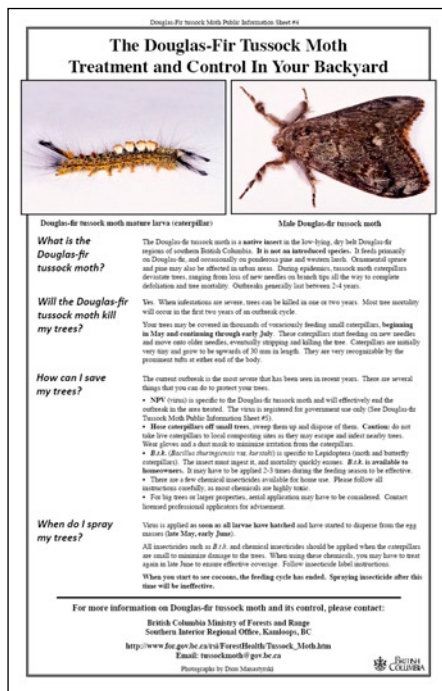 Douglas-Fir tussock Moth Public Information Sheet #4
The Douglas-Fir Tussock Moth
Treatment and Control In Your Backyard
Douglas-fir tussock moth mature larva (caterpillar)
Male Douglas-fir tussock moth
What is the
Douglas-fir
tussock moth?
The Douglas-fir tussock moth is a native insect in the low-lying, dry belt Douglas-fir
regions of southern British Columbia. It is not an introduced species. It feeds primarily
on Douglas-fir, and occasionally on ponderosa pine and western larch. Ornamental spruce
and pine may also be affected in urban areas. During epidemics, tussock moth caterpillars
devastate trees, ranging from loss of new needles on branch tips all the way to complete
defoliation and tree mortality. Outbreaks generally last between 2-4 years.
Will the Douglas-fir
tussock moth kill
my trees?
Yes. When infestations are severe, trees can be killed in one or two years. Most tree mortality
will occur in the first two years of an outbreak cycle.
Your trees may be covered in thousands of voraciously feeding small caterpillars, beginning
in May and continuing through early July. These caterpillars start feeding on new needles
and move onto older needles, eventually stripping and killing the tree. Caterpillars are initially
very tiny and grow to be upwards of 30 mm in length. They are very recognizable by the
prominent tufts at either end of the body.
How can I save
my trees?
The current outbreak is the most severe that has been seen in recent years. There are several
things that you can do to protect your trees.
• NPV (virus) is specific to the Douglas-fir tussock moth and will effectively end the
outbreak in the area treated. The virus is registered for government use only (See Douglas-fir
Tussock Moth Public Information Sheet #5).
• Hose caterpillars off small trees, sweep them up and dispose of them. Caution: do not
take live caterpillars to local composting sites as they may escape and infest nearby trees.
Wear gloves and a dust mask to minimize irritation from the caterpillars.
• B.t.k. (Bacillus thuringiensis var. kurstaki) is specific to Lepidoptera (moth and butterfly
caterpillars). The insect must ingest it, and mortality quickly ensues. B.t.k. is available to
homeowners. It may have to be applied 2-3 times during the feeding season to be effective.
• There are a few chemical insecticides available for home use. Please follow all
instructions carefully, as most chemicals are highly toxic.
• For big trees or larger properties, aerial application may have to be considered. Contact
licensed professional applicators for advisement.
When do I spray
my trees?
Virus is applied as soon as all larvae have hatched and have started to disperse from the egg
masses (late May, early June).
All insecticides such as B.t.k. and chemical insecticides should be applied when the caterpillars
are small to minimize damage to the trees. When using these chemicals, you may have to treat
again in late June to ensure effective coverage. Follow insecticide label instructions.
When you start to see cocoons, the feeding cycle has ended. Spraying insecticide after this
time will be ineffective.
For more information on Douglas-fir tussock moth and its control, please contact:
British Columbia Ministry of Forests and Range
Southern Interior Regional Office, Kamloops, BC
http://www.for.gov.bc.ca/rsi/ForestHealth/Tussock_Moth.htm
Email: tussockmoth@gov.bc.ca
Photographs by Dion Manastyrski
BRITISH
COLUMBIA